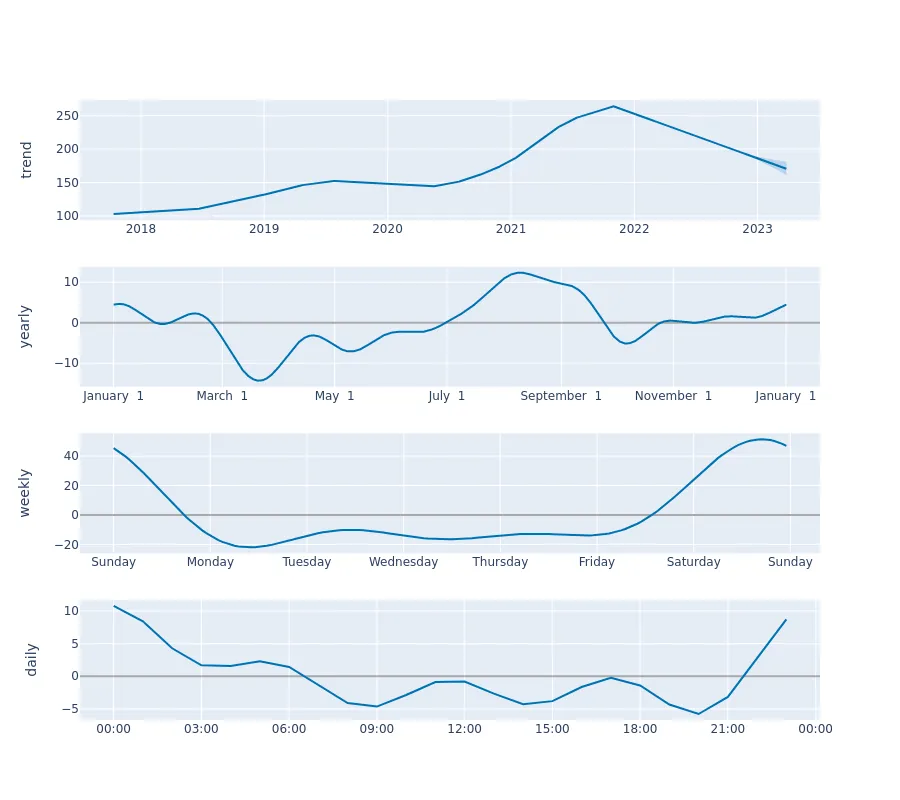 trend
250
200
150
100
2018 2019 2020 2021 2022 2023
yearly
10
0
−10
January 1 March 1 May 1 July 1 September 1 November 1 January 1
weekly
40
20
0
−20
Sunday Monday Tuesday Wednesday Thursday Friday Saturday Sunday
daily
10
5
0
−5
00:00 03:00 06:00 09:00 12:00 15:00 18:00 21:00 00:00